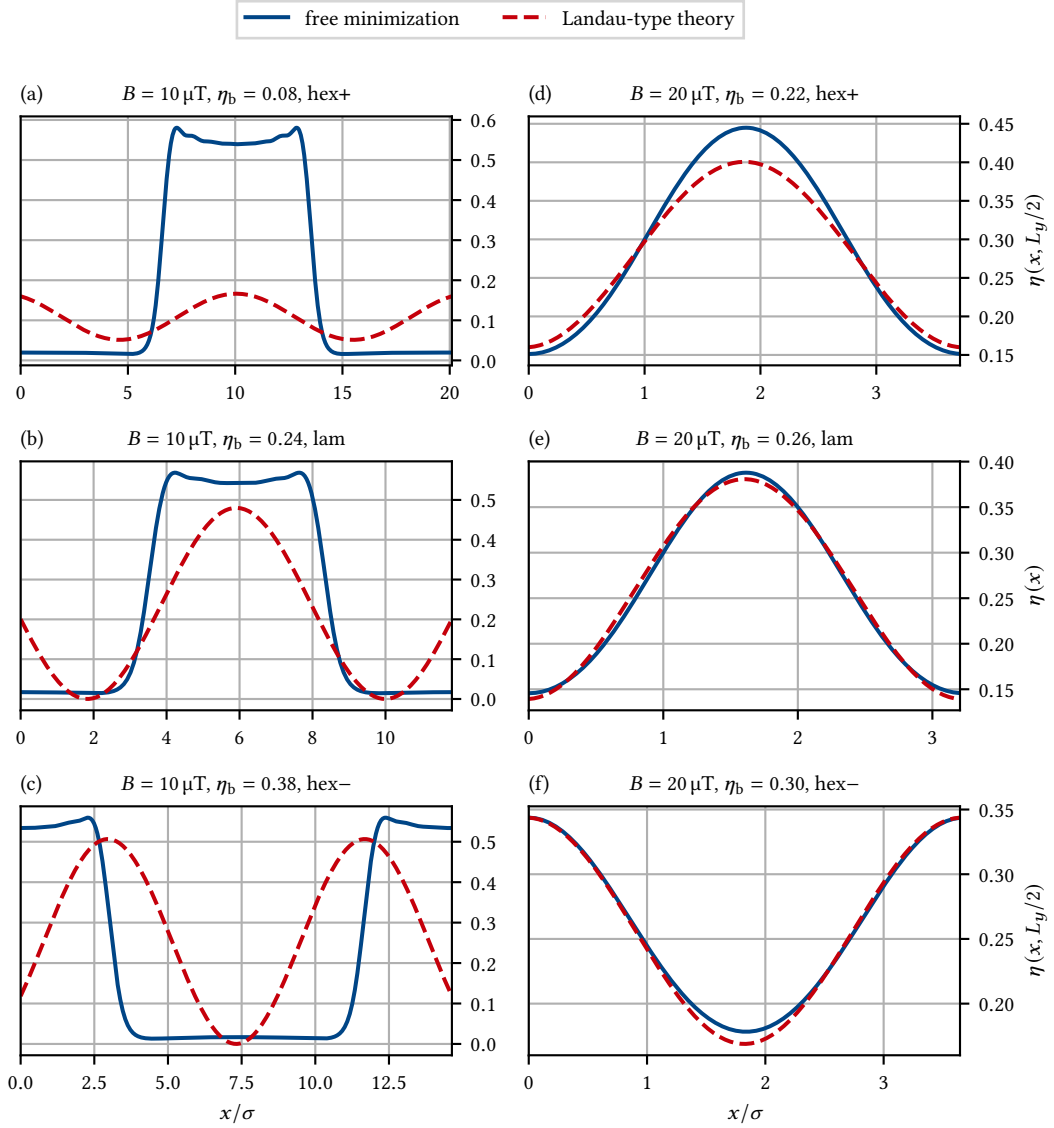 free minimization
Landau-type theory
(a) B = 10 µT, η_b = 0.08, hex+
0.6
0.5
0.4
0.3
0.2
0.1
0.0
0 5 10 15 20
(d) B = 20 µT, η_b = 0.22, hex+
0.45
0.40
0.35
0.30
0.25
0.20
0.15
η(x, L_y/2)
0 1 2 3
(b) B = 10 µT, η_b = 0.24, lam
0.5
0.4
0.3
0.2
0.1
0.0
0 2 4 6 8 10
(e) B = 20 µT, η_b = 0.26, lam
0.40
0.35
0.30
0.25
0.20
0.15
η(x)
0 1 2 3
(c) B = 10 µT, η_b = 0.38, hex−
0.5
0.4
0.3
0.2
0.1
0.0
0.0 2.5 5.0 7.5 10.0 12.5
x/σ
(f) B = 20 µT, η_b = 0.30, hex−
0.35
0.30
0.25
0.20
η(x, L_y/2)
0 1 2 3
x/σ